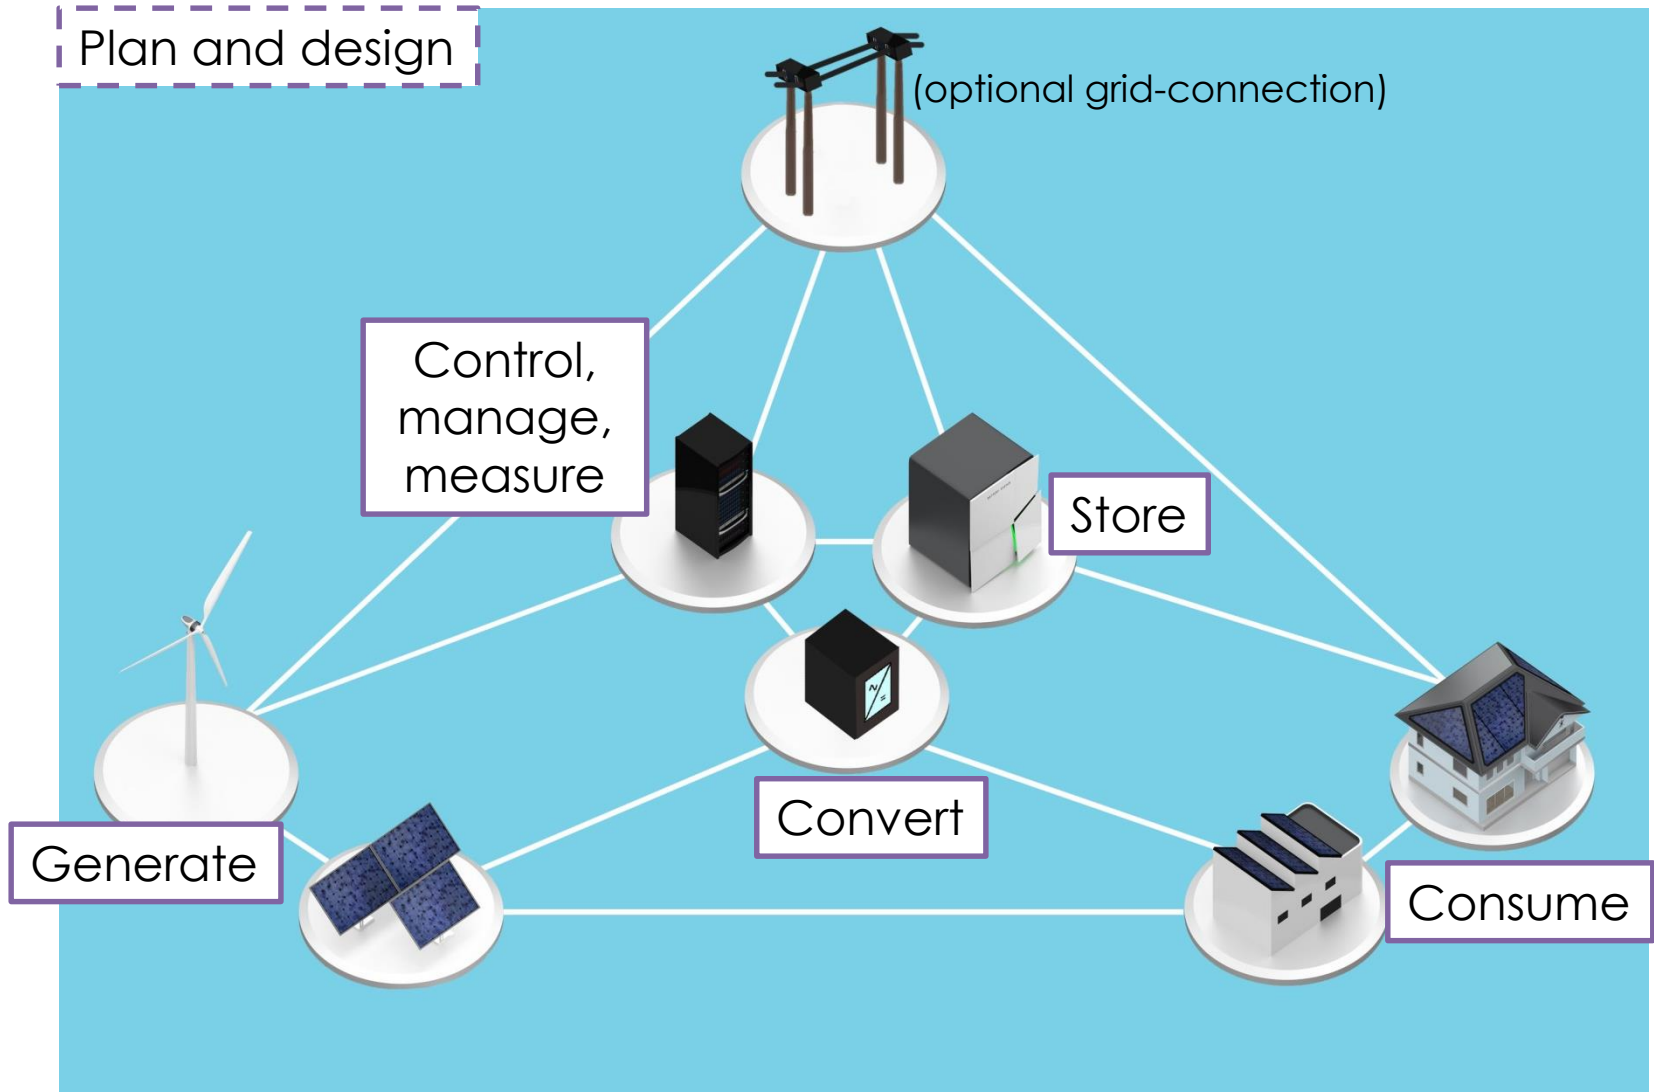 Plan and design
(optional grid-connection)
Control,
manage,
measure
Store
Convert
Generate
Consume